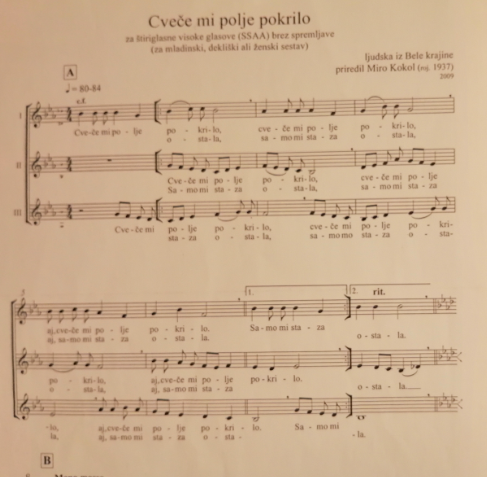 Cveče mi polje pokrilo
za štiriglasne visoke glasove (SSAA) brez spremljave
(za mladinski, dekliški ali ženski sestav)
ljudska iz Bele krajine
priredil Miro Kokol (roj. 1937)
2009
A
♩ = 80-84
I
Cve-če mi po - lje po - kri - lo, cve - če mi po - lje po - kri - lo,
o - sta - la, sa - mo mi sta - za o - sta - la,
II
Cve - če mi po - lje po - kri - lo, cve - če mi po - lje
Sa - mo mi sta - za o - sta - la, sa - mo mi sta - za
III
Cve - če mi po - lje po - kri - lo, cve - če mi po - lje
sta - za o - sta - la, sa - mo mo sta - za o - sta-
5
1. 2. rit.
aj, cve-če mi po - lje po - kri - lo. Sa - mo mi sta - za
aj, sa - mo mi sta - za o - sta - la. o - sta - la.
po - kri - lo, aj, cve-če mi po - lje po - kri - lo.
o - sta - la, aj, sa - mo mi sta - za o - sta - la.
-lo, aj, cve-če mi po - lje po - kri - lo. Sa - mo mi
la, aj, sa-mo mi sta - za o - sta - -la.
B